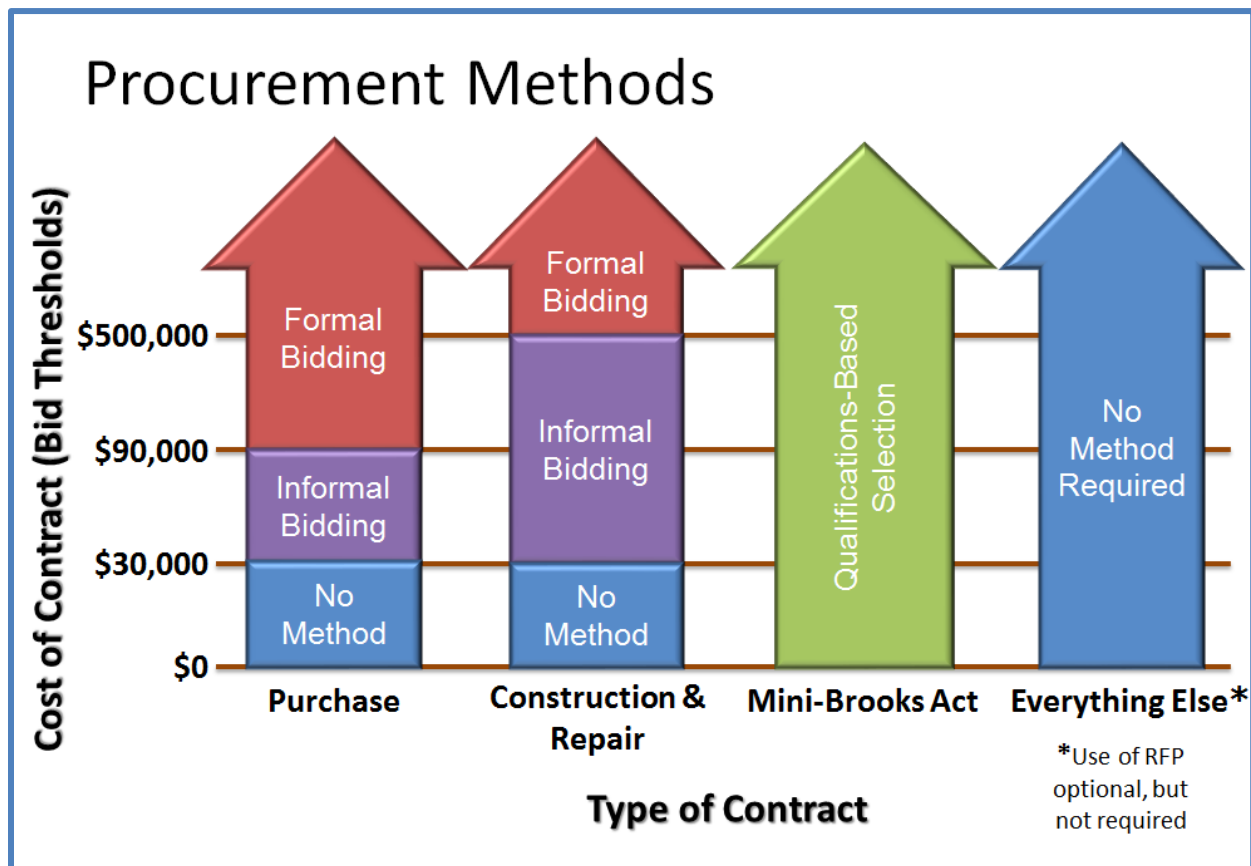 Procurement Methods
Cost of Contract (Bid Thresholds)
$500,000
$90,000
$30,000
$0
Formal
Bidding
Informal
Bidding
No
Method
Formal
Bidding
Informal
Bidding
No
Method
Qualifications-Based
Selection
No
Method
Required
Purchase
Construction &
Repair
Mini-Brooks Act
Everything Else*
*Use of RFP
optional, but
not required
Type of Contract